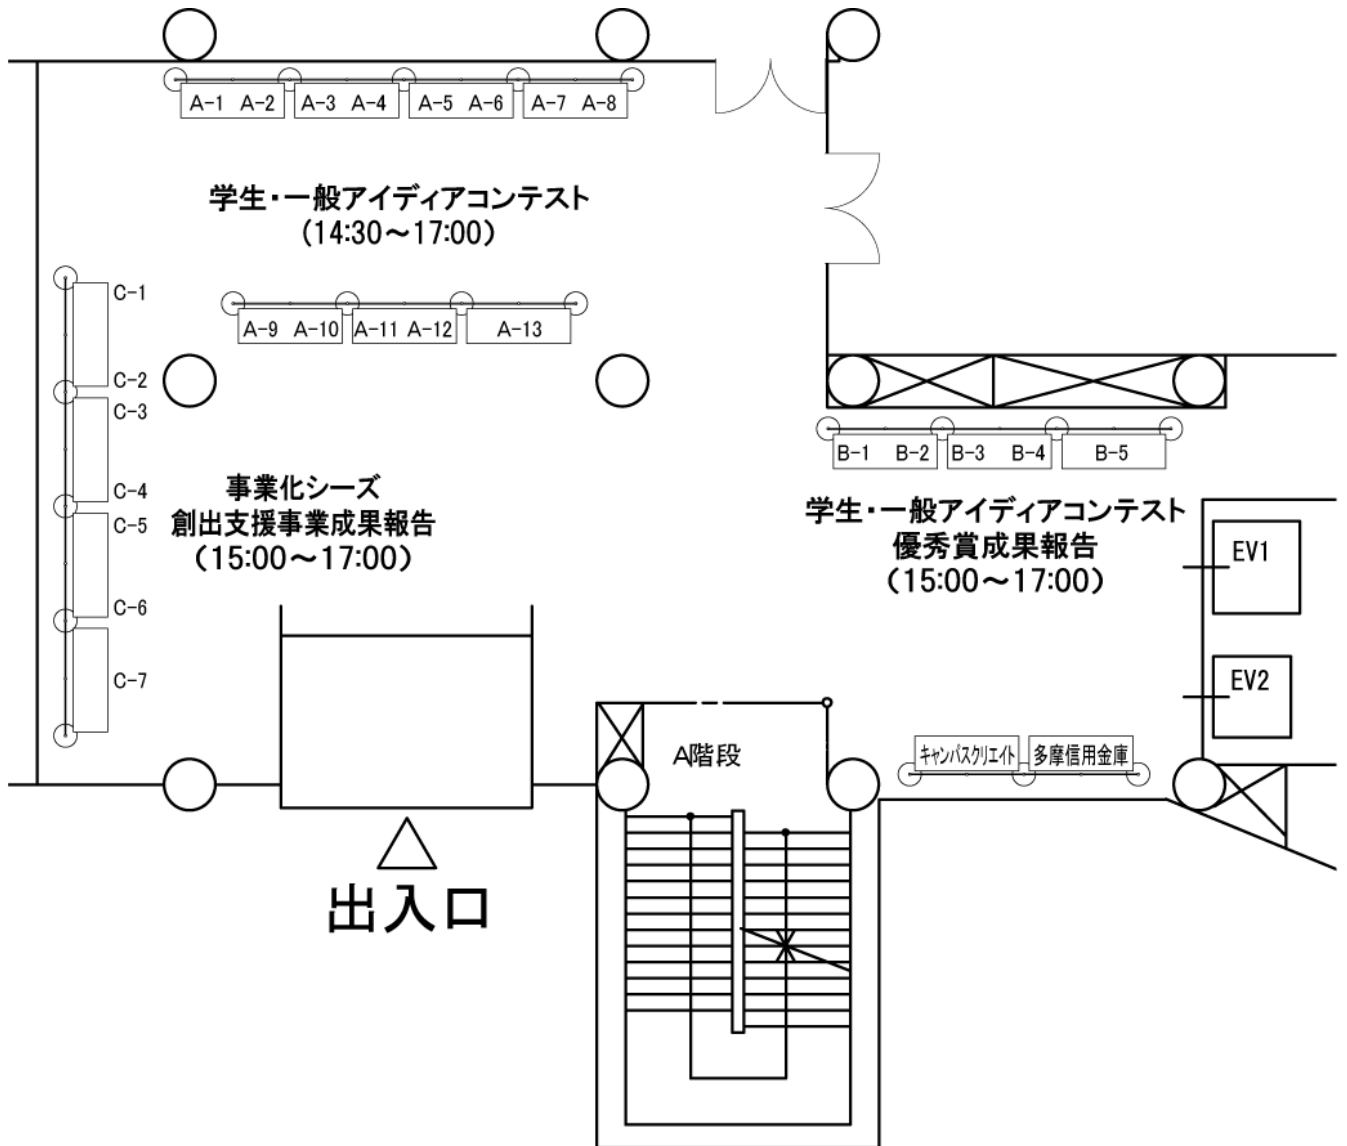 A-1 A-2 A-3 A-4 A-5 A-6 A-7 A-8
学生・一般アイディアコンテスト
(14:30～17:00)
C-1
C-2
C-3
C-4
C-5
C-6
C-7
A-9 A-10 A-11 A-12 A-13
事業化シーズ
創出支援事業成果報告
(15:00～17:00)
B-1 B-2 B-3 B-4 B-5
学生・一般アイディアコンテスト
優秀賞成果報告
(15:00～17:00)
EV1
EV2
A階段
キャンパスクリエイト 多摩信用金庫
出入口